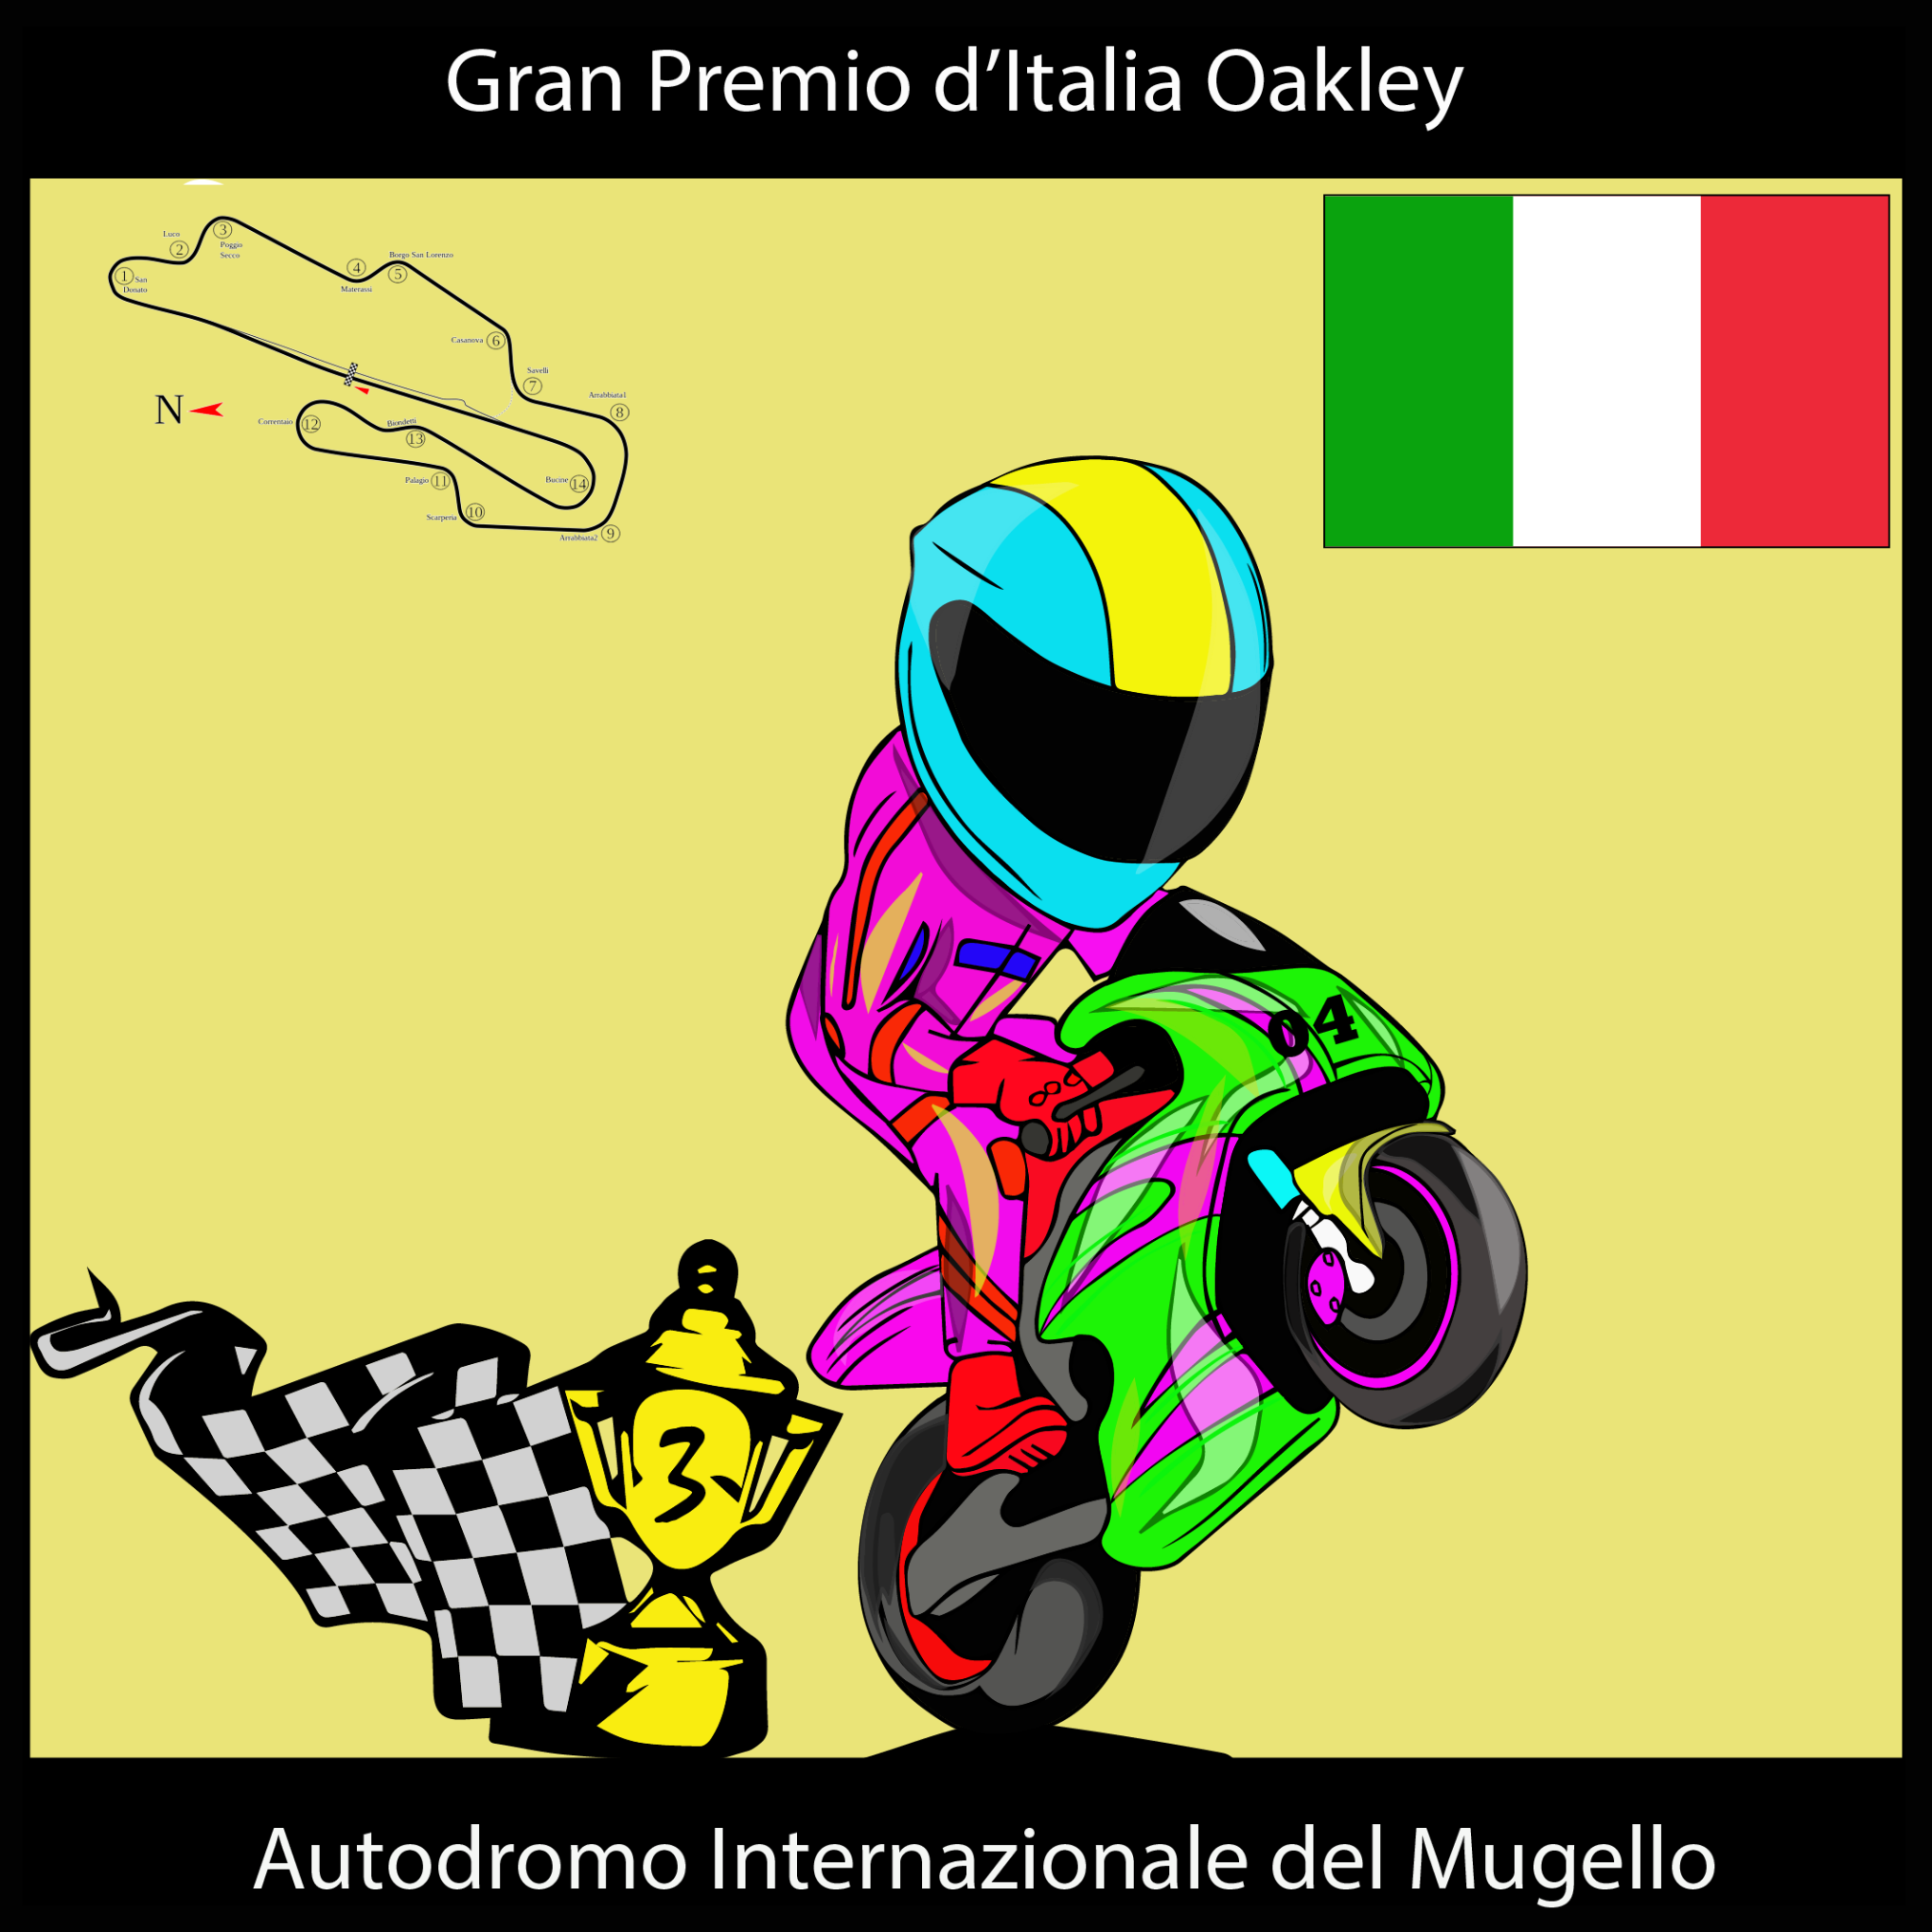 Gran Premio d’Italia Oakley
3
Luco
2
Poggio
Secco
4
Borgo San Lorenzo
5
1
San
Donato
Materassi
Casanova
6
Savelli
7
Arrabbiata1
8
N
Correntaio
12
Biondetti
13
Palagio
11
Bucine
14
Scarperia
10
Arrabbiata2
9
04
3
Autodromo Internazionale del Mugello